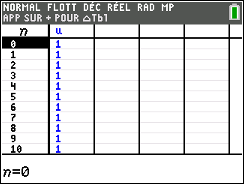 NORMAL FLOTT DÉC RÉEL RAD MP
APP SUR + POUR △Tbl
n u
0 1
1 1
2 1
3 1
4 1
5 1
6 1
7 1
8 1
9 1
10 1
n=0